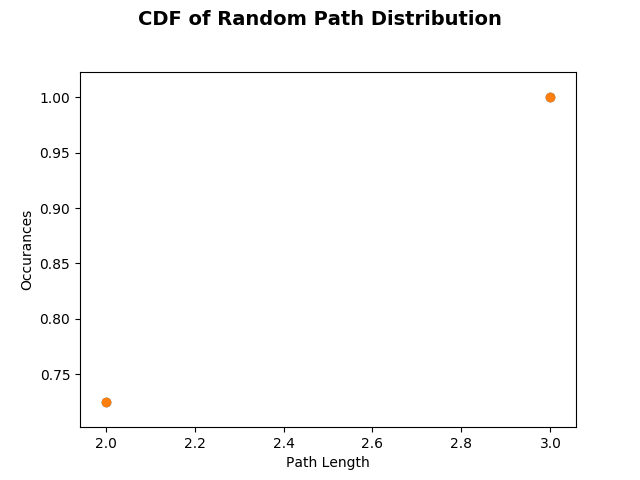 CDF of Random Path Distribution
1.00
0.95
0.90
0.85
0.80
0.75
Occurances
2.0 2.2 2.4 2.6 2.8 3.0
Path Length